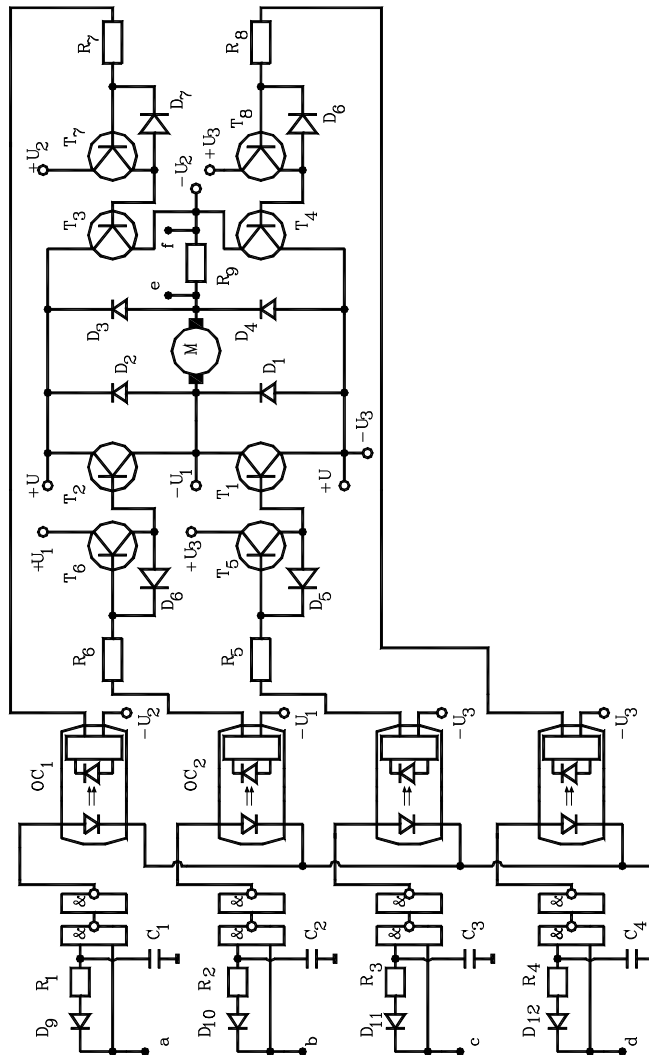 D9
R1
OC1
+U1
+U
+U2
R7
&
&
R6
T6
T2
D2
D3
T3
T7
a
C1
−U2
D6
D7
D10
R2
OC2
+U3
−U1
M
e
f
−U2
+U3
R8
&
&
R5
T5
T1
D1
D4
R9
T4
T8
b
C2
−U1
D5
+U
D6
−U3
D11
R3
&
&
c
C3
−U3
D12
R4
&
&
d
C4
−U3